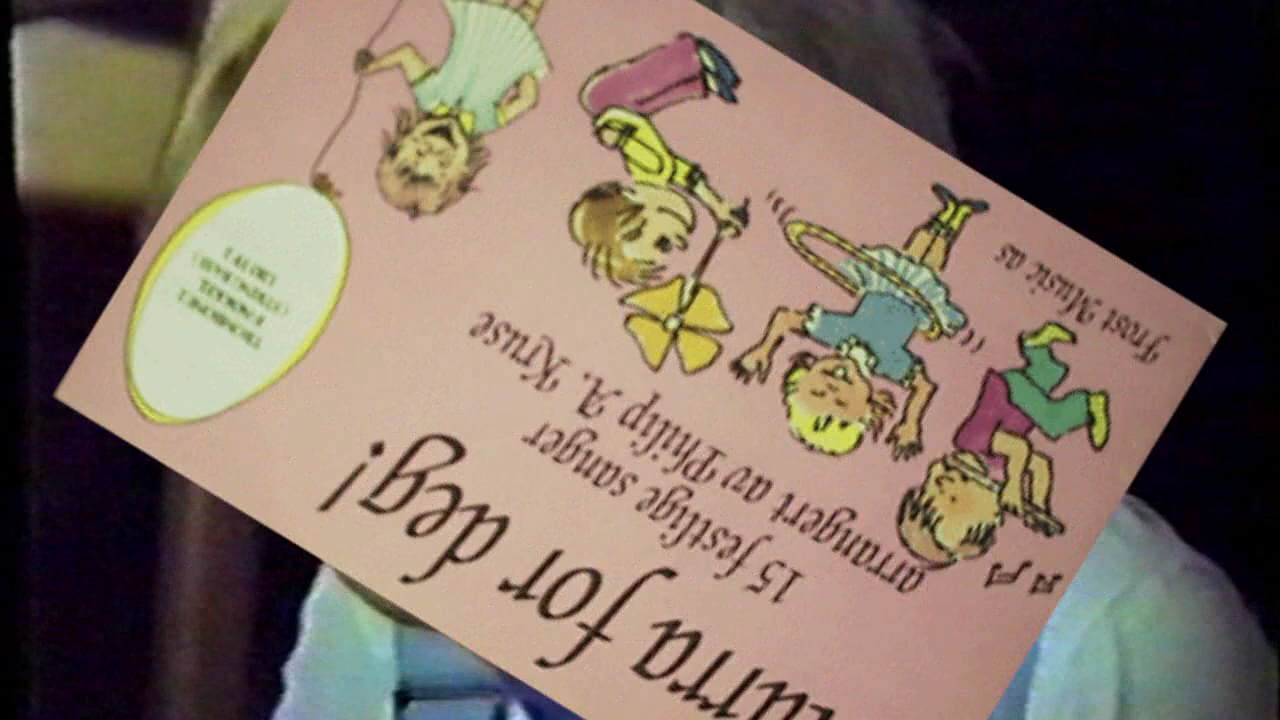 urra for deg!
15 festlige sanger
arrangert av Philip A. Kruse
Frost Music as